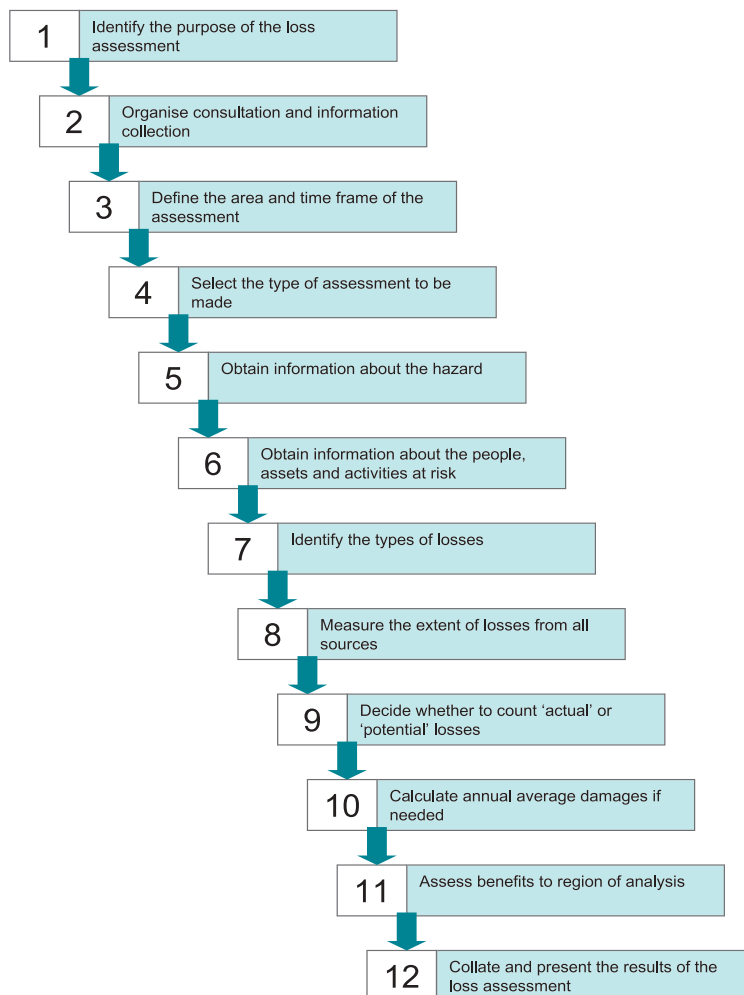 1
Identify the purpose of the loss
assessment
2
Organise consultation and information
collection
3
Define the area and time frame of the
assessment
4
Select the type of assessment to be
made
5
Obtain information about the hazard
6
Obtain information about the people,
assets and activities at risk
7
Identify the types of losses
8
Measure the extent of losses from all
sources
9
Decide whether to count ‘actual’ or
‘potential’ losses
10
Calculate annual average damages if
needed
11
Assess benefits to region of analysis
12
Collate and present the results of the
loss assessment